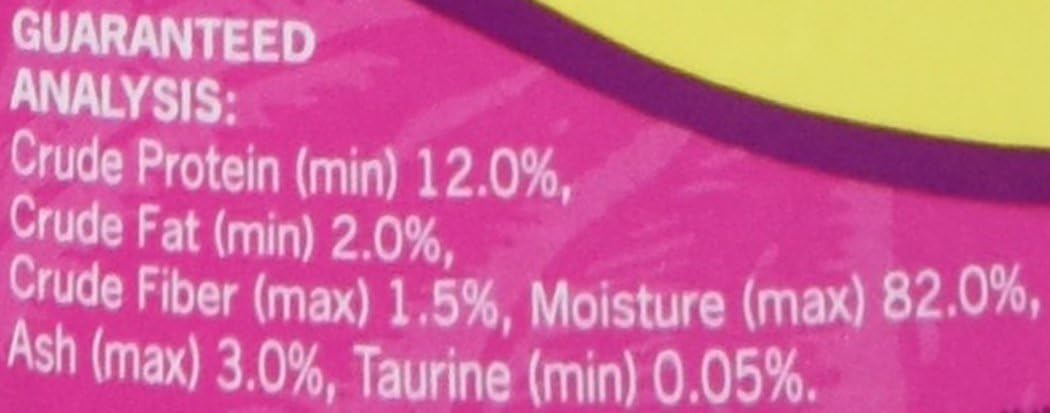 GUARANTEED
ANALYSIS:
Crude Protein (min) 12.0%,
Crude Fat (min) 2.0%,
Crude Fiber (max) 1.5%, Moisture (max) 82.0%,
Ash (max) 3.0%, Taurine (min) 0.05%.